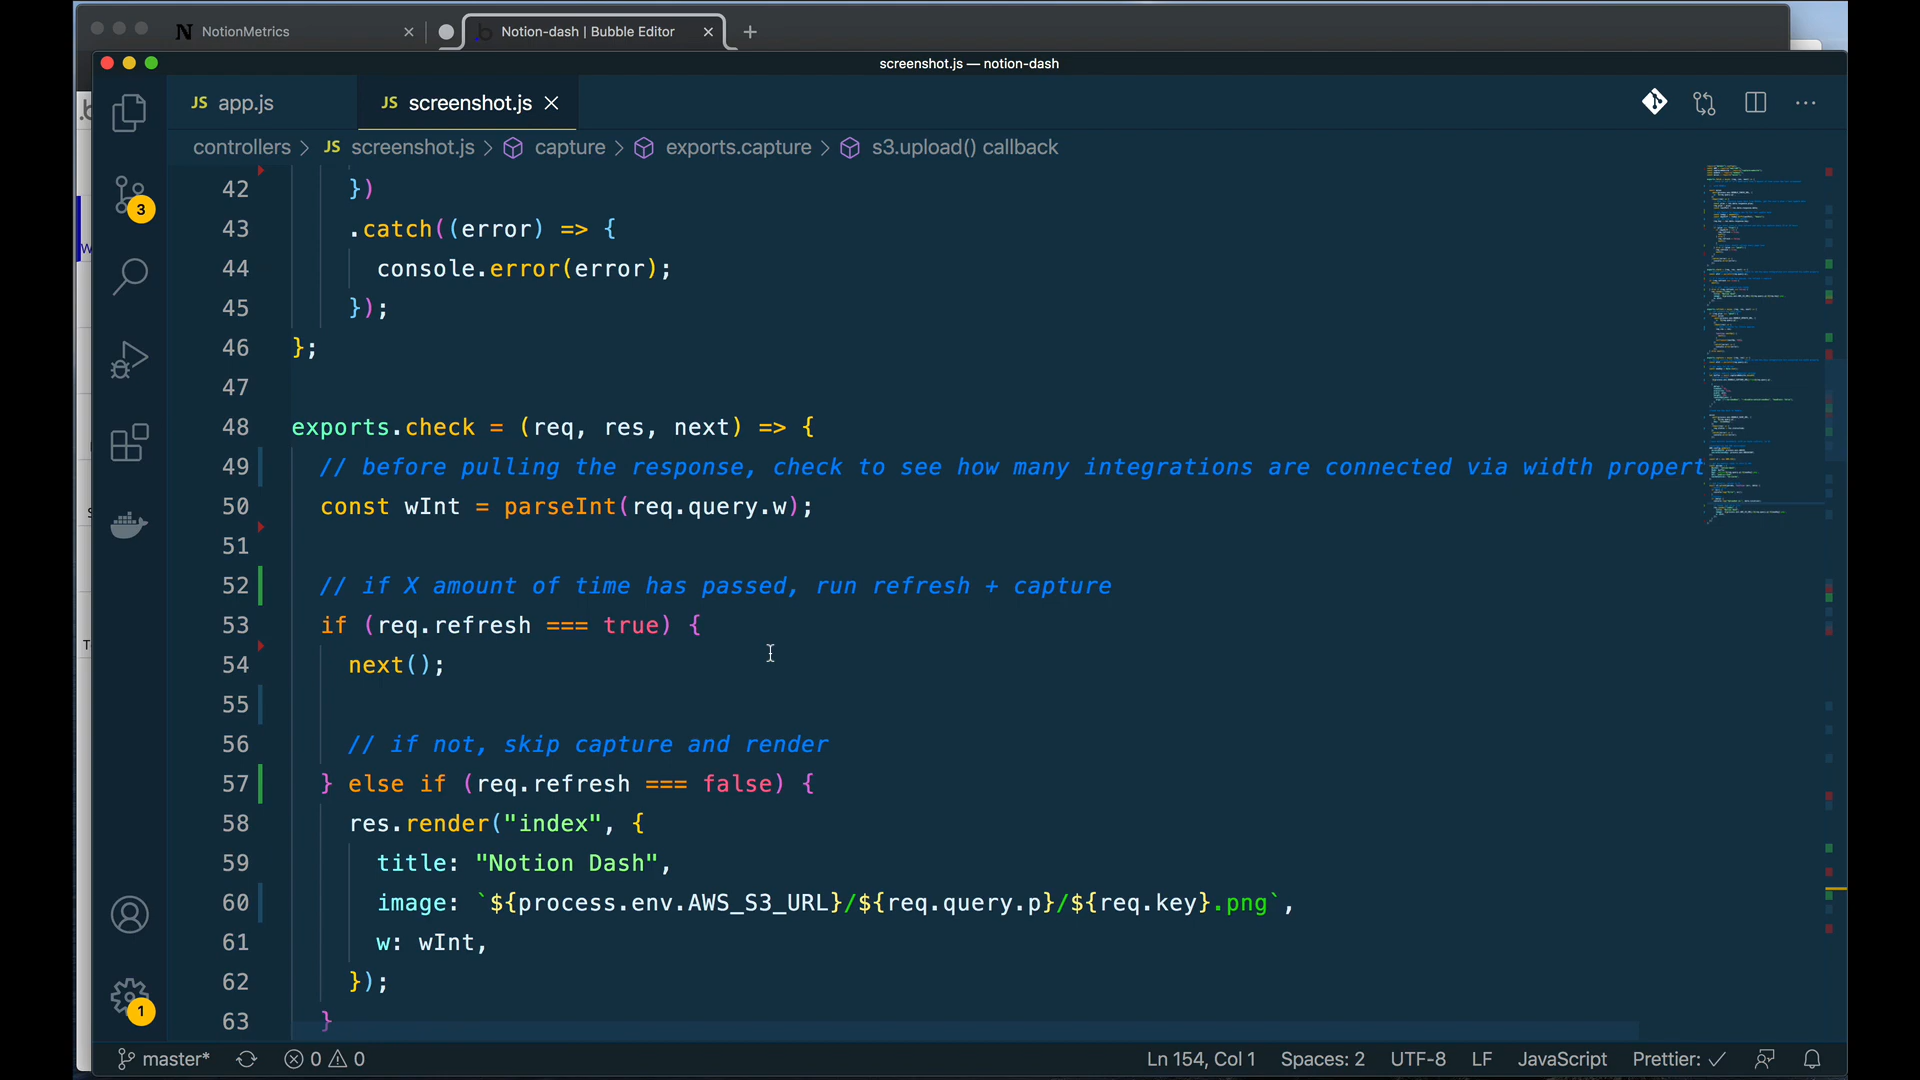 NotionMetrics
Notion-dash | Bubble Editor
screenshot.js — notion-dash
JS app.js
JS screenshot.js
controllers > JS screenshot.js > capture > exports.capture > s3.upload() callback
42 })
43 .catch((error) => {
44 console.error(error);
45 });
46 };
47
48 exports.check = (req, res, next) => {
49 // before pulling the response, check to see how many integrations are connected via width propert
50 const wInt = parseInt(req.query.w);
51
52 // if X amount of time has passed, run refresh + capture
53 if (req.refresh === true) {
54 next();
55
56 // if not, skip capture and render
57 } else if (req.refresh === false) {
58 res.render("index", {
59 title: "Notion Dash",
60 image: `${process.env.AWS_S3_URL}/${req.query.p}/${req.key}.png`,
61 w: wInt,
62 });
63 }
3
1
master* 0 0 Ln 154, Col 1 Spaces: 2 UTF-8 LF JavaScript Prettier: ✓